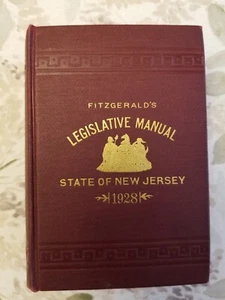 FITZGERALD'S
LEGISLATIVE MANUAL
STATE OF NEW JERSEY
1928